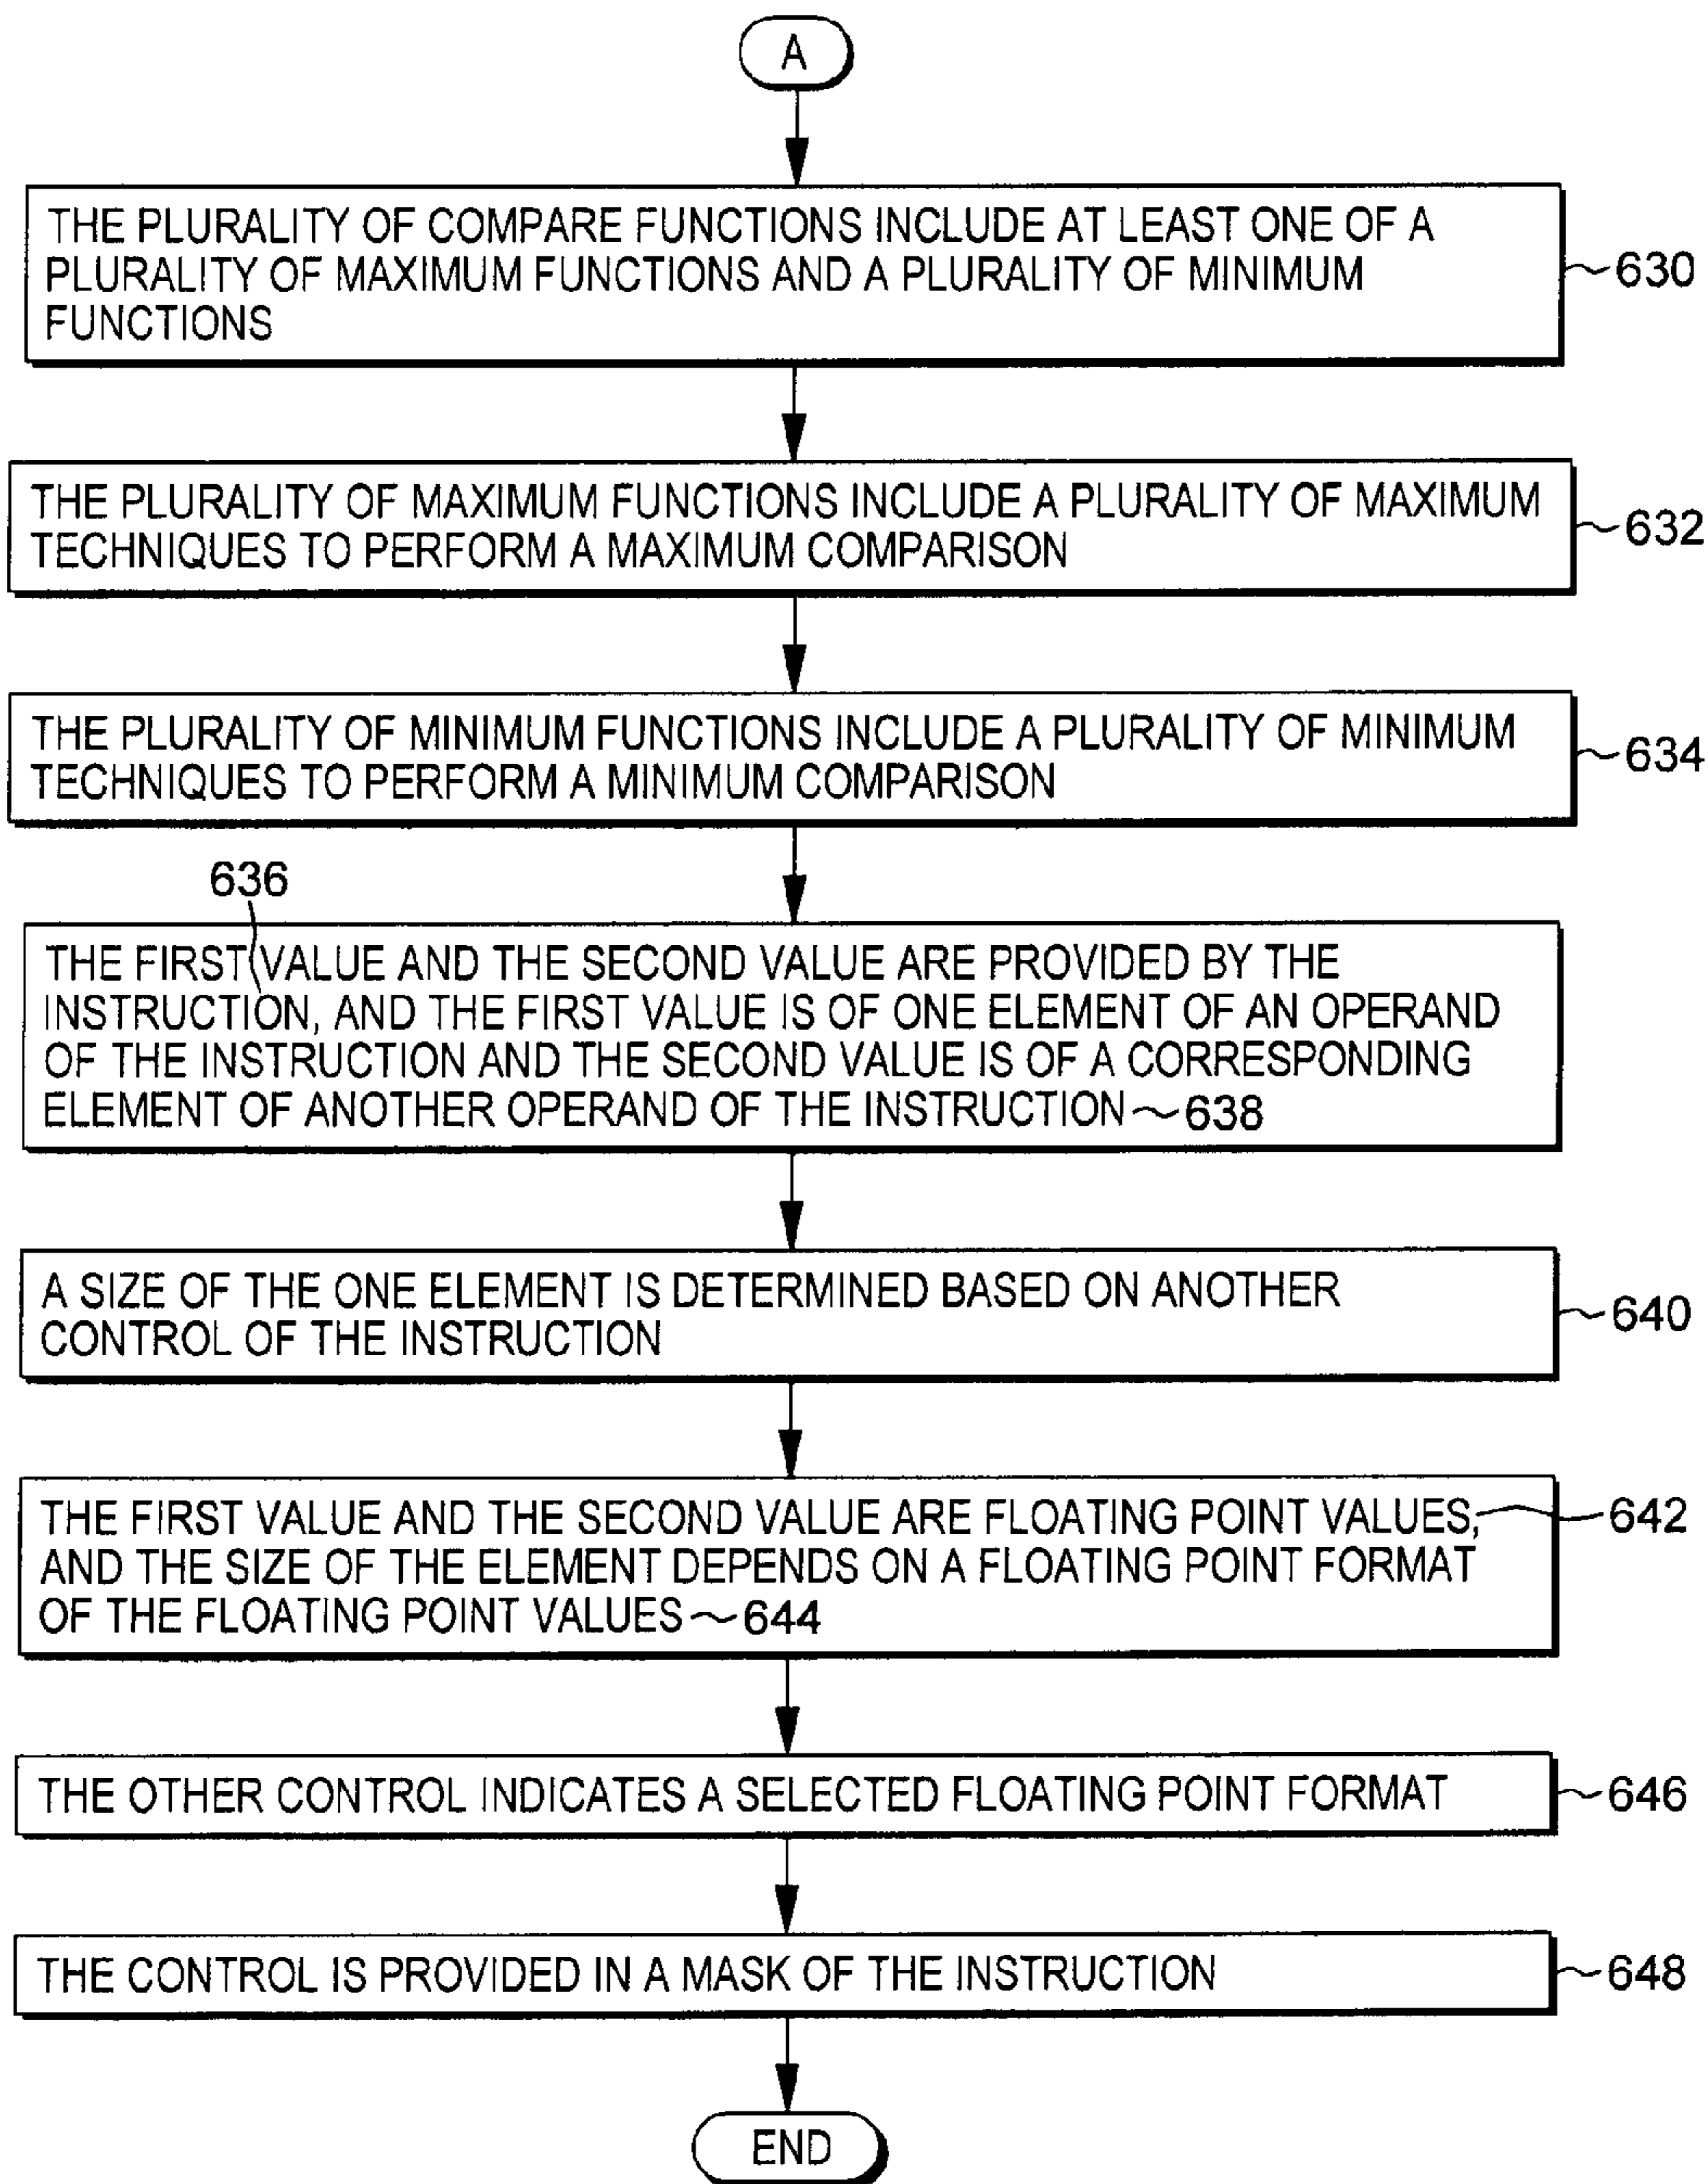 A
THE PLURALITY OF COMPARE FUNCTIONS INCLUDE AT LEAST ONE OF A
PLURALITY OF MAXIMUM FUNCTIONS AND A PLURALITY OF MINIMUM
FUNCTIONS
630
THE PLURALITY OF MAXIMUM FUNCTIONS INCLUDE A PLURALITY OF MAXIMUM
TECHNIQUES TO PERFORM A MAXIMUM COMPARISON
632
THE PLURALITY OF MINIMUM FUNCTIONS INCLUDE A PLURALITY OF MINIMUM
TECHNIQUES TO PERFORM A MINIMUM COMPARISON
634
636
THE FIRST VALUE AND THE SECOND VALUE ARE PROVIDED BY THE
INSTRUCTION, AND THE FIRST VALUE IS OF ONE ELEMENT OF AN OPERAND
OF THE INSTRUCTION AND THE SECOND VALUE IS OF A CORRESPONDING
ELEMENT OF ANOTHER OPERAND OF THE INSTRUCTION 638
A SIZE OF THE ONE ELEMENT IS DETERMINED BASED ON ANOTHER
CONTROL OF THE INSTRUCTION
640
THE FIRST VALUE AND THE SECOND VALUE ARE FLOATING POINT VALUES, 642
AND THE SIZE OF THE ELEMENT DEPENDS ON A FLOATING POINT FORMAT
OF THE FLOATING POINT VALUES 644
THE OTHER CONTROL INDICATES A SELECTED FLOATING POINT FORMAT 646
THE CONTROL IS PROVIDED IN A MASK OF THE INSTRUCTION 648
END